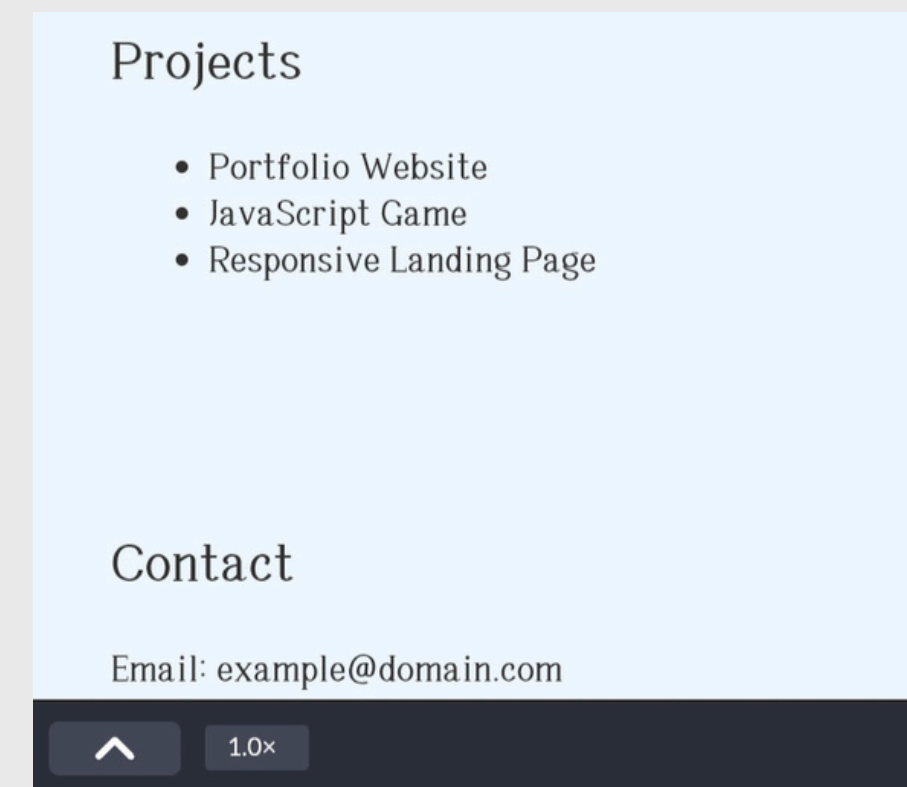 Projects
• Portfolio Website
• JavaScript Game
• Responsive Landing Page
Contact
Email: example@domain.com
1.0×